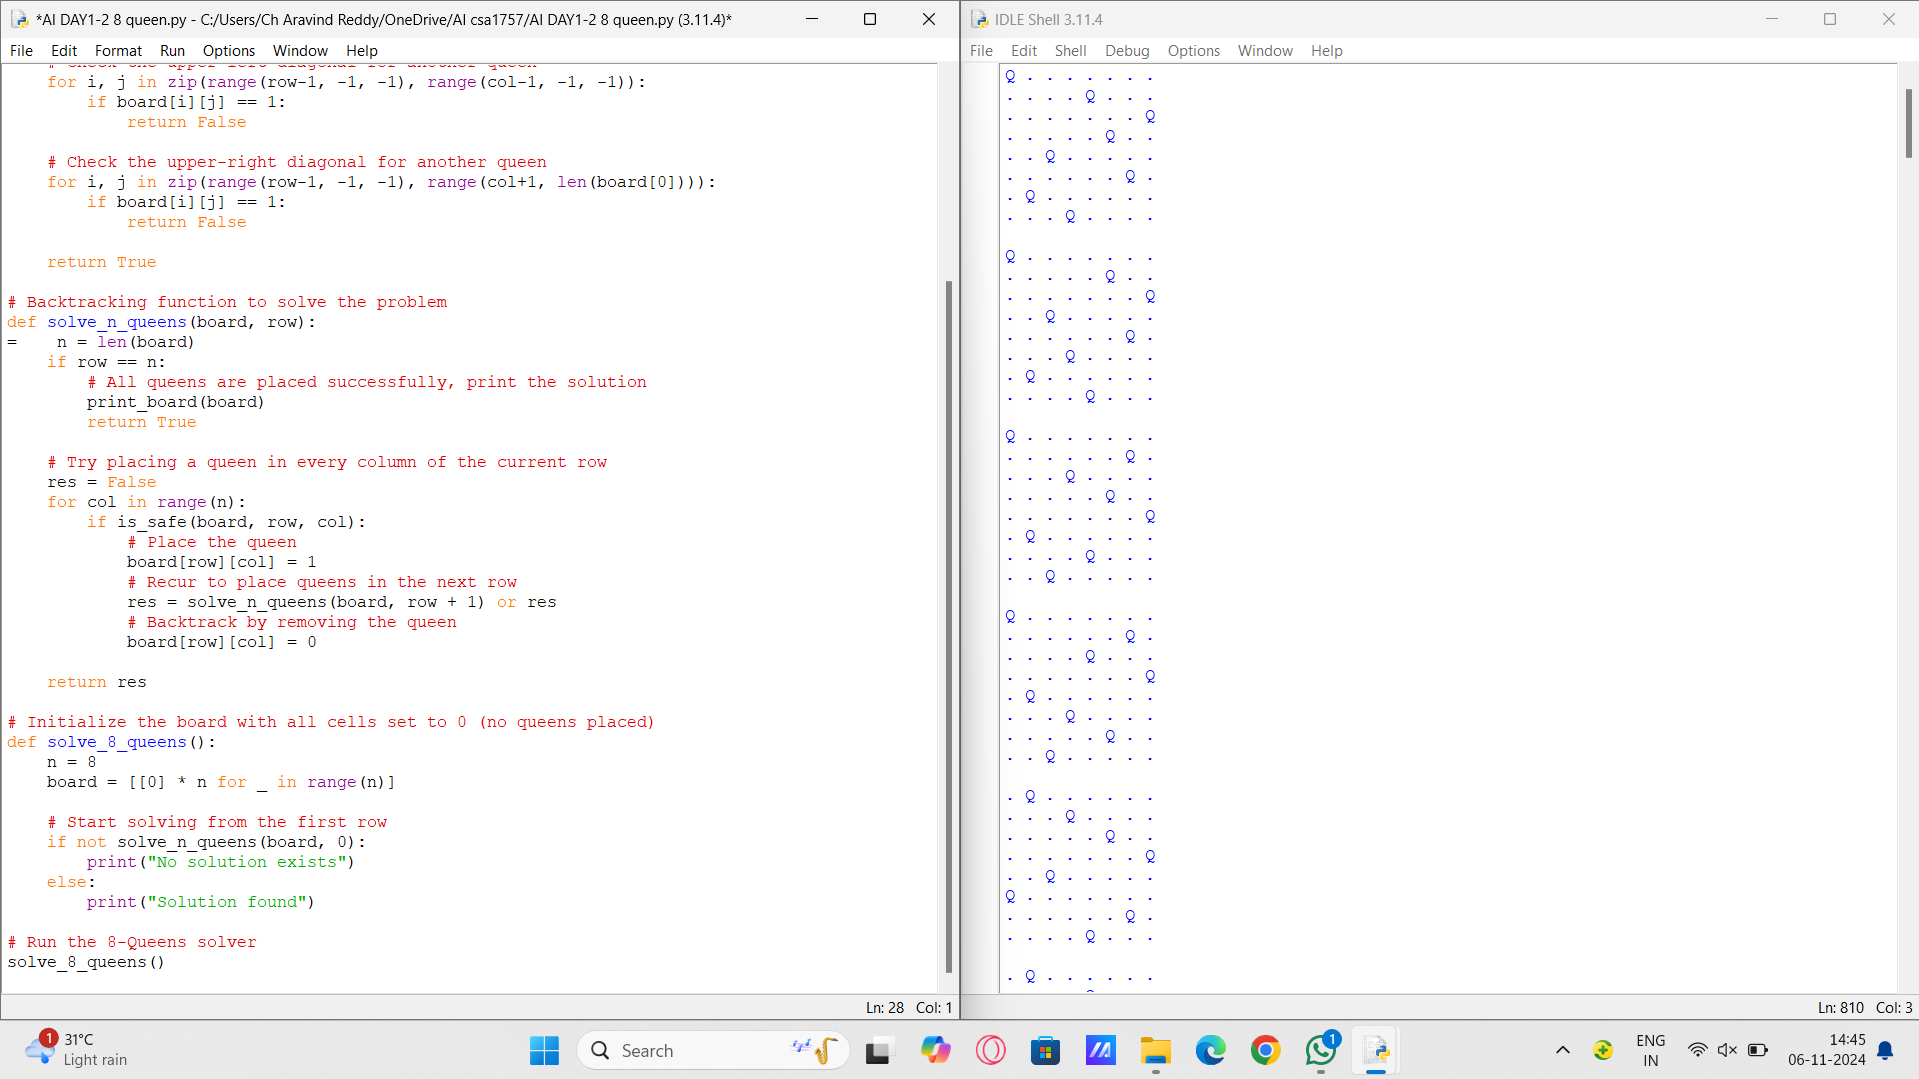 *AI DAY1-2 8 queen.py - C:/Users/Ch Aravind Reddy/OneDrive/AI csa1757/AI DAY1-2 8 queen.py (3.11.4)*
File Edit Format Run Options Window Help
    # Check the upper-left diagonal for another queen
    for i, j in zip(range(row-1, -1, -1), range(col-1, -1, -1)):
        if board[i][j] == 1:
            return False
    # Check the upper-right diagonal for another queen
    for i, j in zip(range(row-1, -1, -1), range(col+1, len(board[0]))):
        if board[i][j] == 1:
            return False
    return True
# Backtracking function to solve the problem
def solve_n_queens(board, row):
=    n = len(board)
    if row == n:
        # All queens are placed successfully, print the solution
        print_board(board)
        return True
    # Try placing a queen in every column of the current row
    res = False
    for col in range(n):
        if is_safe(board, row, col):
            # Place the queen
            board[row][col] = 1
            # Recur to place queens in the next row
            res = solve_n_queens(board, row + 1) or res
            # Backtrack by removing the queen
            board[row][col] = 0
    return res
# Initialize the board with all cells set to 0 (no queens placed)
def solve_8_queens():
    n = 8
    board = [[0] * n for _ in range(n)]
    # Start solving from the first row
    if not solve_n_queens(board, 0):
        print("No solution exists")
    else:
        print("Solution found")
# Run the 8-Queens solver
solve_8_queens()
Ln: 28 Col: 1
IDLE Shell 3.11.4
File Edit Shell Debug Options Window Help
Q . . . . . . .
. . . . Q . . .
. . . . . . . Q
. . . . . Q . .
. . Q . . . . .
. . . . . . Q .
. Q . . . . . .
. . . Q . . . .
Q . . . . . . .
. . . . . Q . .
. . . . . . . Q
. . Q . . . . .
. . . . . . Q .
. . . Q . . . .
. Q . . . . . .
. . . . Q . . .
Q . . . . . . .
. . . . . . Q .
. . . Q . . . .
. . . . . Q . .
. . . . . . . Q
. Q . . . . . .
. . . . Q . . .
. . Q . . . . .
Q . . . . . . .
. . . . . . Q .
. . . . Q . . .
. . . . . . . Q
. Q . . . . . .
. . . Q . . . .
. . . . . Q . .
. . Q . . . . .
. Q . . . . . .
. . . Q . . . .
. . . . . Q . .
. . . . . . . Q
. . Q . . . . .
Q . . . . . . .
. . . . . . Q .
. . . . Q . . .
. Q . . . . . .
Ln: 810 Col: 3
1
31°C
Light rain
Search
1
ENG
IN
14:45
06-11-2024